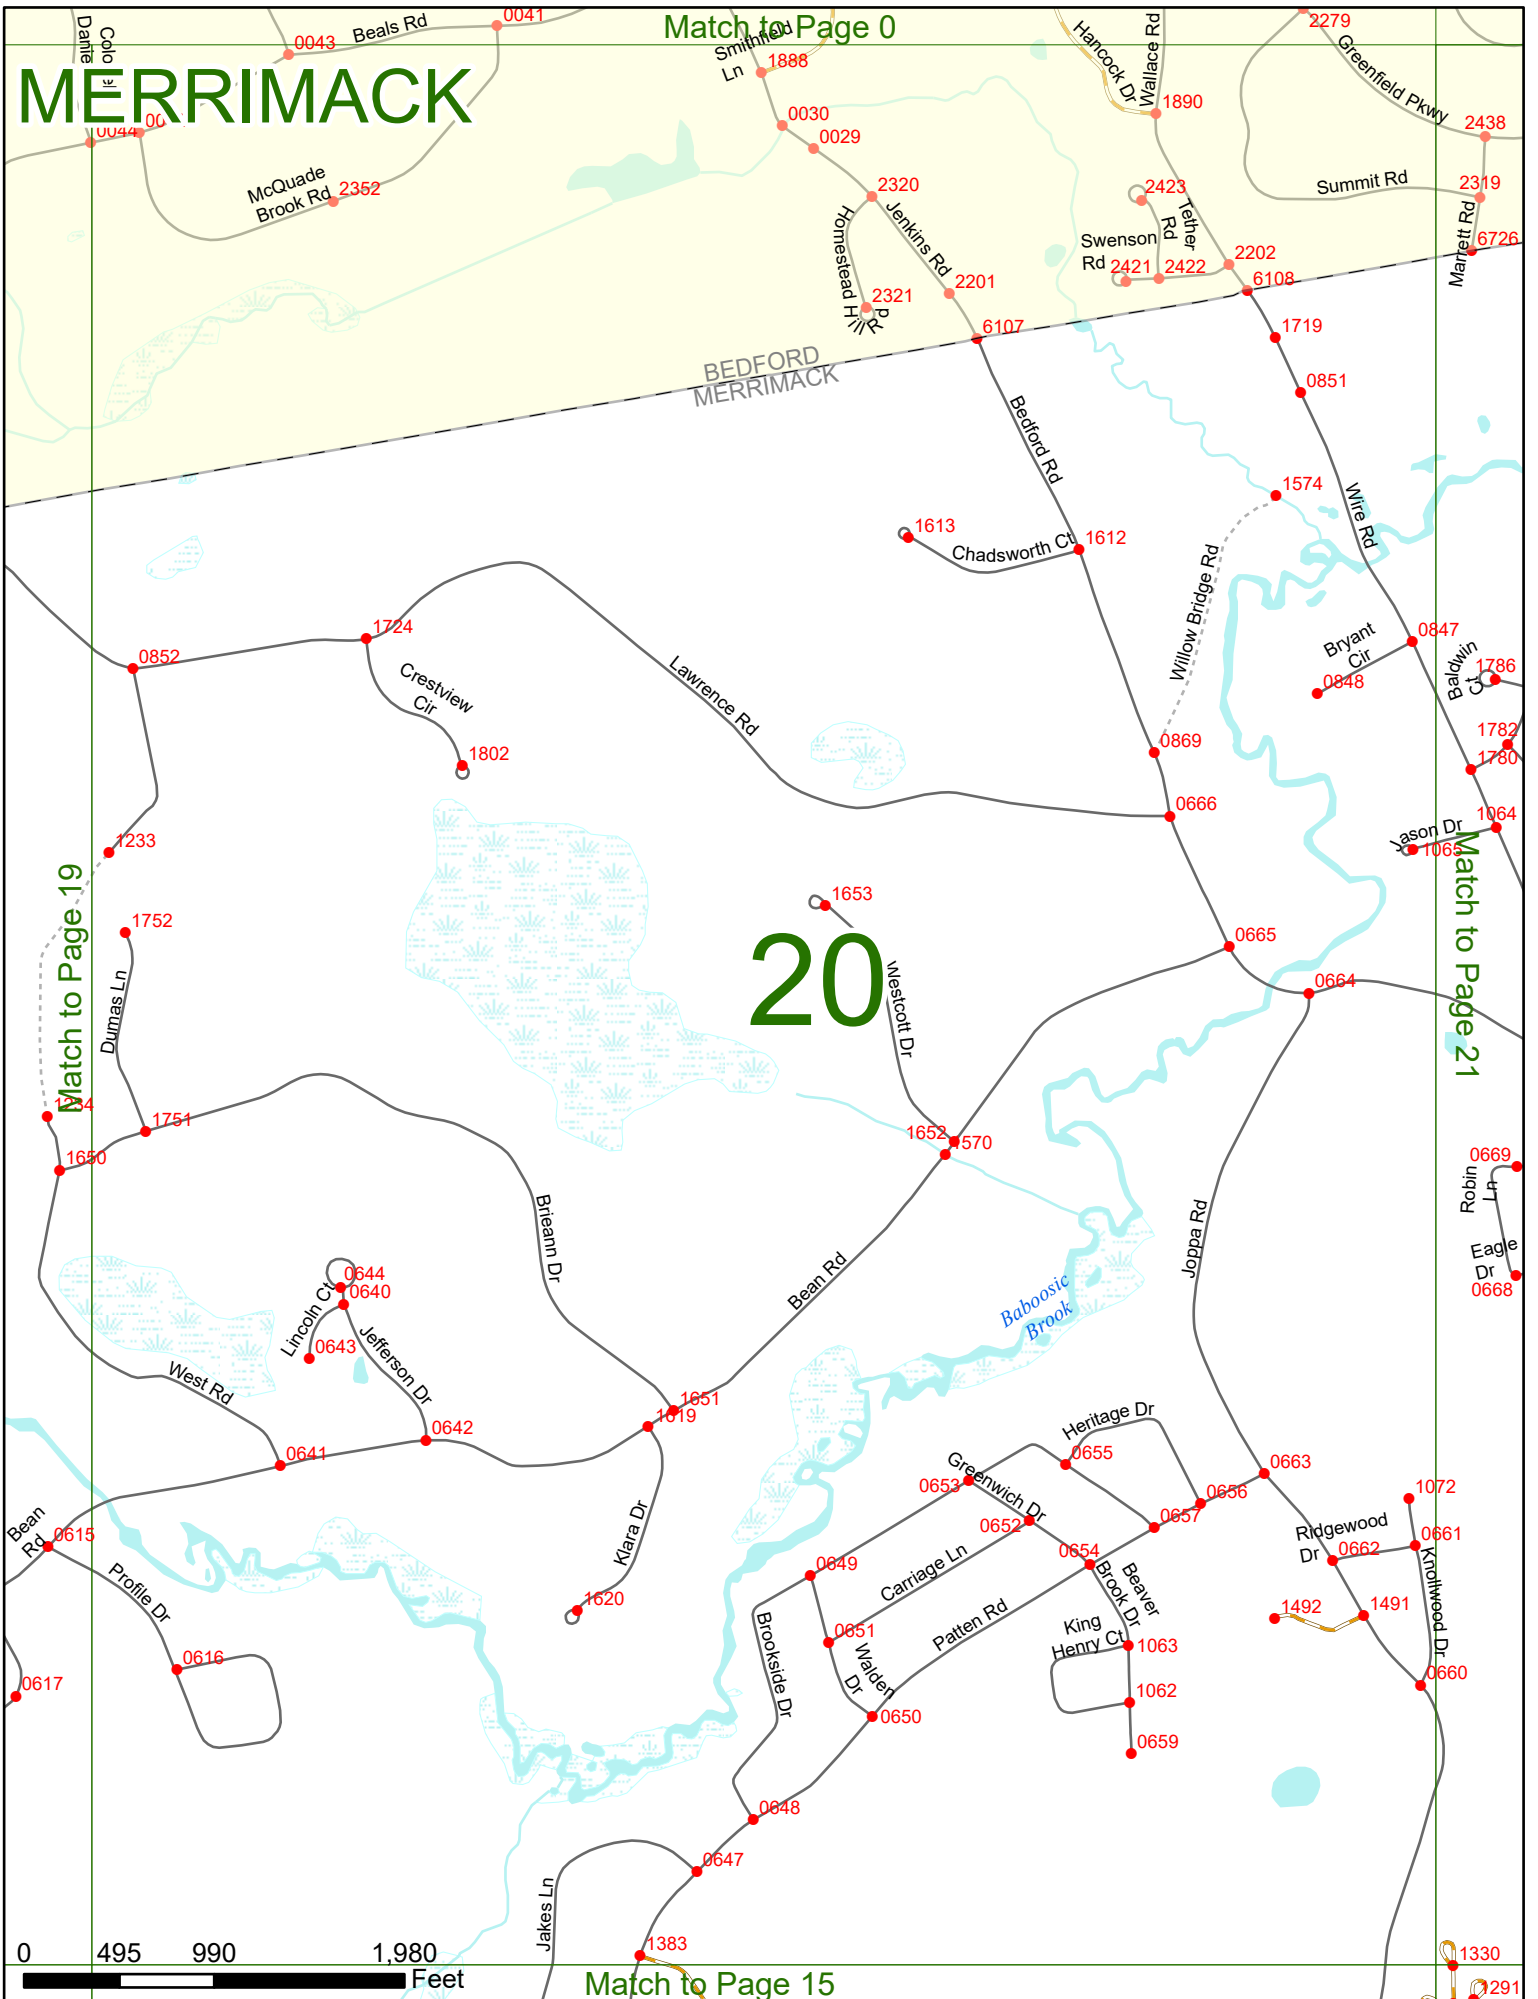 Match to Page 0
MERRIMACK
Beals Rd
0041
0043
Danie
0044
McQuade
Brook Rd
2352
Smithfield
Ln
1888
0030
0029
2320
Jenkins Rd
Homestead Hill
Rd
2321
2201
6107
Hancock Dr
Wallace Rd
1890
2423
Tether
Rd
Swenson
Rd
2421
2422
2202
6108
2279
Greenfield Pkwy
2438
Summit Rd
2319
Marrett Rd
6726
BEDFORD
MERRIMACK
1719
0851
Bedford Rd
1574
Wire Rd
1613
Chadsworth Ct
1612
Willow Bridge Rd
1724
0852
Crestview
Cir
1802
Lawrence Rd
Bryant
Cir
0847
0848
Baldwin
Ct
1786
1782
1780
0869
0666
1064
Jason Dr
1065
1233
Match to Page 19
1752
Dumas Ln
1653
20
Westcott Dr
0665
0664
Match to Page 21
1234
1751
1650
1652
1570
Brieann Dr
Bean Rd
Joppa Rd
0669
Robin
Ln
Eagle
Dr
0668
0644
0640
Lincoln Ct
0643
Jefferson Dr
Baboosic
Brook
West Rd
1651
1619
0642
0641
Heritage Dr
0655
0663
Greenwich Dr
0653
0656
0652
0657
1072
Bean
Rd
0615
Klara Dr
Ridgewood
Dr
0662
0661
Knollwood Dr
0654
Profile Dr
0649
Carriage Ln
Beaver
Brook Dr
1620
0651
Patten Rd
King
Henry Ct
1063
1492
1491
Brookside Dr
Walden
Dr
0616
0617
0660
1062
0650
0659
0648
0647
Jakes Ln
1383
1330
1291
0 495 990 1,980
Feet
Match to Page 15